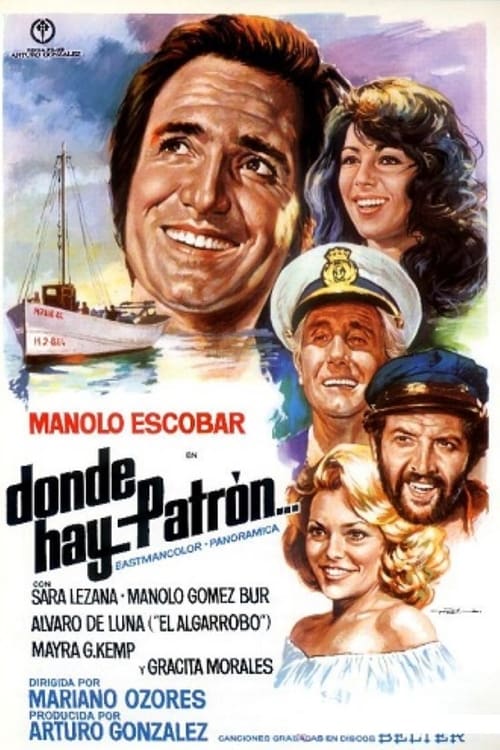 ARTURO GONZALEZ
MANOLO ESCOBAR
EN
donde
hay Patrón...
EASTMANCOLOR · PANORAMICA
CON
SARA LEZANA · MANOLO GOMEZ BUR
ALVARO DE LUNA ("EL ALGARROBO")
MAYRA G. KEMP
Y GRACITA MORALES
DIRIGIDA POR
MARIANO OZORES
PRODUCIDA POR
ARTURO GONZALEZ
CANCIONES GRABADAS EN DISCOS BELTER